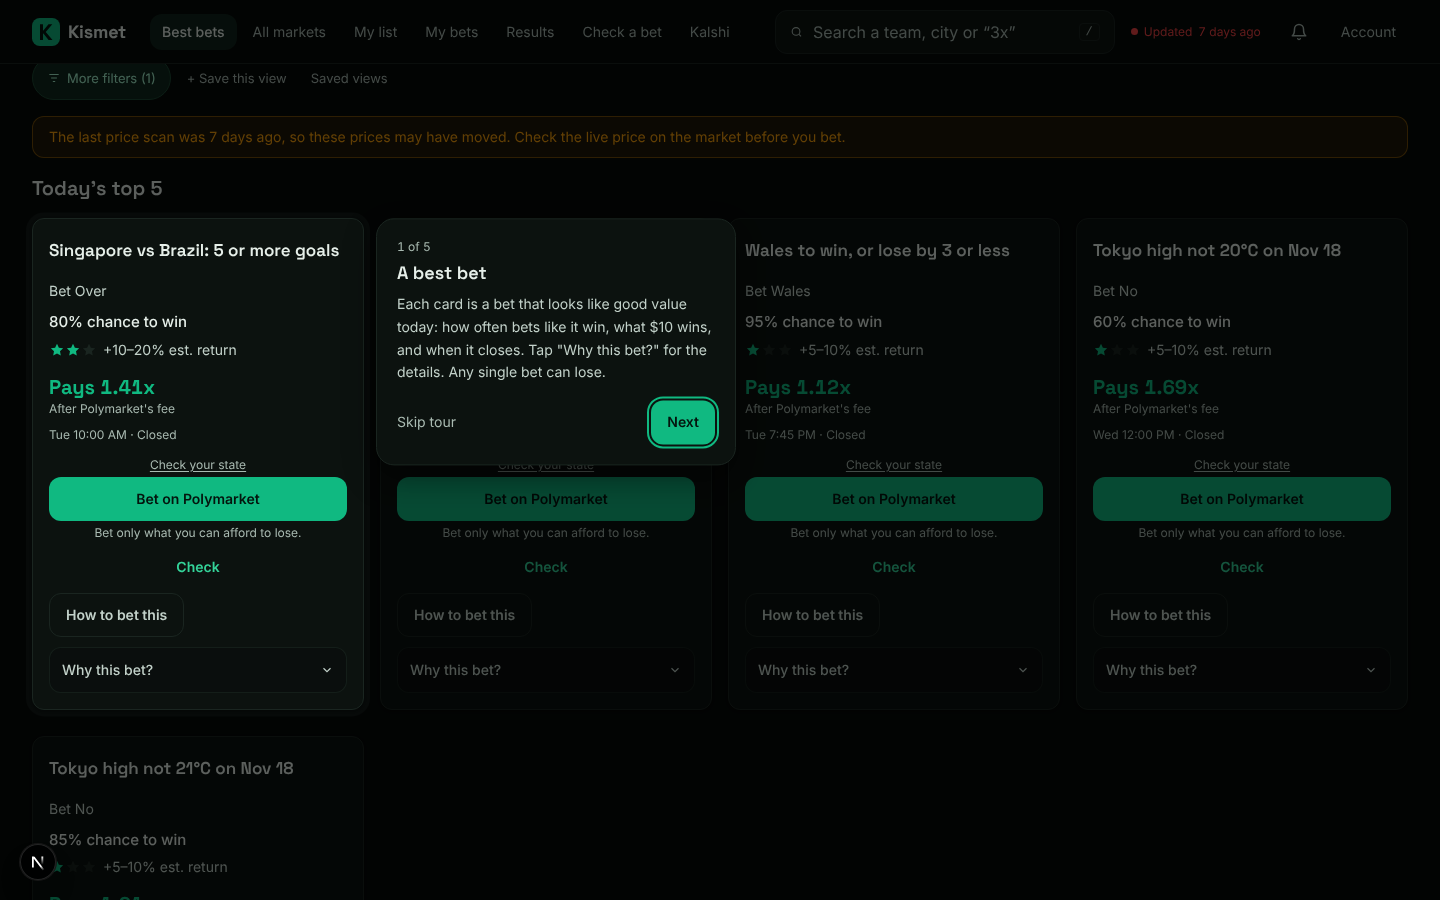 K Kismet
Best bets
All markets
My list
My bets
Results
Check a bet
Kalshi
Search a team, city or “3x”
/
Updated 7 days ago
Account
More filters (1)
+ Save this view
Saved views
The last price scan was 7 days ago, so these prices may have moved. Check the live price on the market before you bet.
Today's top 5
Singapore vs Brazil: 5 or more goals
Bet Over
80% chance to win
+10–20% est. return
Pays 1.41x
After Polymarket's fee
Tue 10:00 AM · Closed
Check your state
Bet on Polymarket
Bet only what you can afford to lose.
Check
How to bet this
Why this bet?
1 of 5
A best bet
Each card is a bet that looks like good value
today: how often bets like it win, what $10 wins,
and when it closes. Tap "Why this bet?" for the
details. Any single bet can lose.
Skip tour
Next
Check your state
Bet on Polymarket
Bet only what you can afford to lose.
Check
How to bet this
Why this bet?
Wales to win, or lose by 3 or less
Bet Wales
95% chance to win
+5–10% est. return
Pays 1.12x
After Polymarket's fee
Tue 7:45 PM · Closed
Check your state
Bet on Polymarket
Bet only what you can afford to lose.
Check
How to bet this
Why this bet?
Tokyo high not 20°C on Nov 18
Bet No
60% chance to win
+5–10% est. return
Pays 1.69x
After Polymarket's fee
Wed 12:00 PM · Closed
Check your state
Bet on Polymarket
Bet only what you can afford to lose.
Check
How to bet this
Why this bet?
Tokyo high not 21°C on Nov 18
Bet No
85% chance to win
+5–10% est. return
N